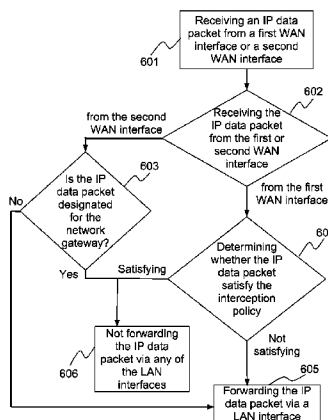 Receiving an IP data
packet from a first WAN
interface or a second
WAN interface
601
602
Receiving the
IP data packet
from the first or
second WAN
interface
from the second
WAN interface
603
Is the IP
data packet
designated
for the
network
gateway?
No
Yes
from the first
WAN interface
Determining
whether the IP
data packet
satisfy the
interception
policy
Satisfying
Not forwarding
the IP data
packet via any of
the LAN
interfaces
606
Not
satisfying
605
Forwarding the IP
data packet via a
LAN interface